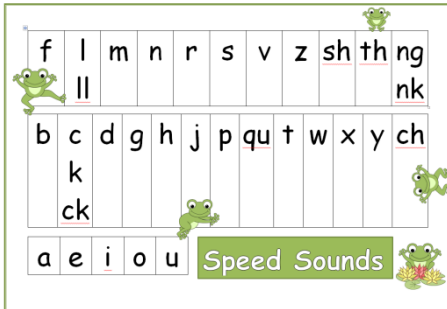 f l m n r s v z sh th ng
ll nk
b c d g h j p qu t w x y ch
k
ck
a e i o u Speed Sounds